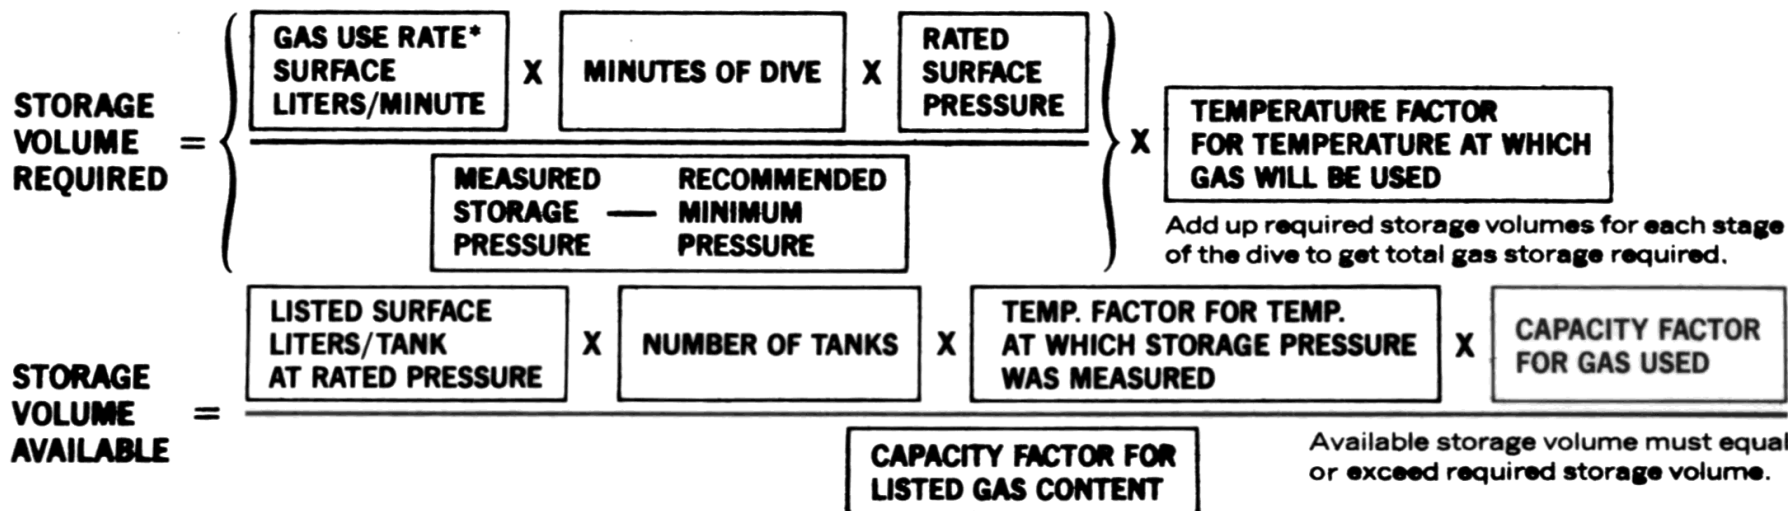 STORAGE
VOLUME
REQUIRED
=
GAS USE RATE*
SURFACE
LITERS/MINUTE
X
MINUTES OF DIVE
X
RATED
SURFACE
PRESSURE
MEASURED
STORAGE
PRESSURE
—
RECOMMENDED
MINIMUM
PRESSURE
X
TEMPERATURE FACTOR
FOR TEMPERATURE AT WHICH
GAS WILL BE USED
Add up required storage volumes for each stage
of the dive to get total gas storage required.
STORAGE
VOLUME
AVAILABLE
=
LISTED SURFACE
LITERS/TANK
AT RATED PRESSURE
X
NUMBER OF TANKS
X
TEMP. FACTOR FOR TEMP.
AT WHICH STORAGE PRESSURE
WAS MEASURED
X
CAPACITY FACTOR
FOR GAS USED
CAPACITY FACTOR FOR
LISTED GAS CONTENT
Available storage volume must equal
or exceed required storage volume.